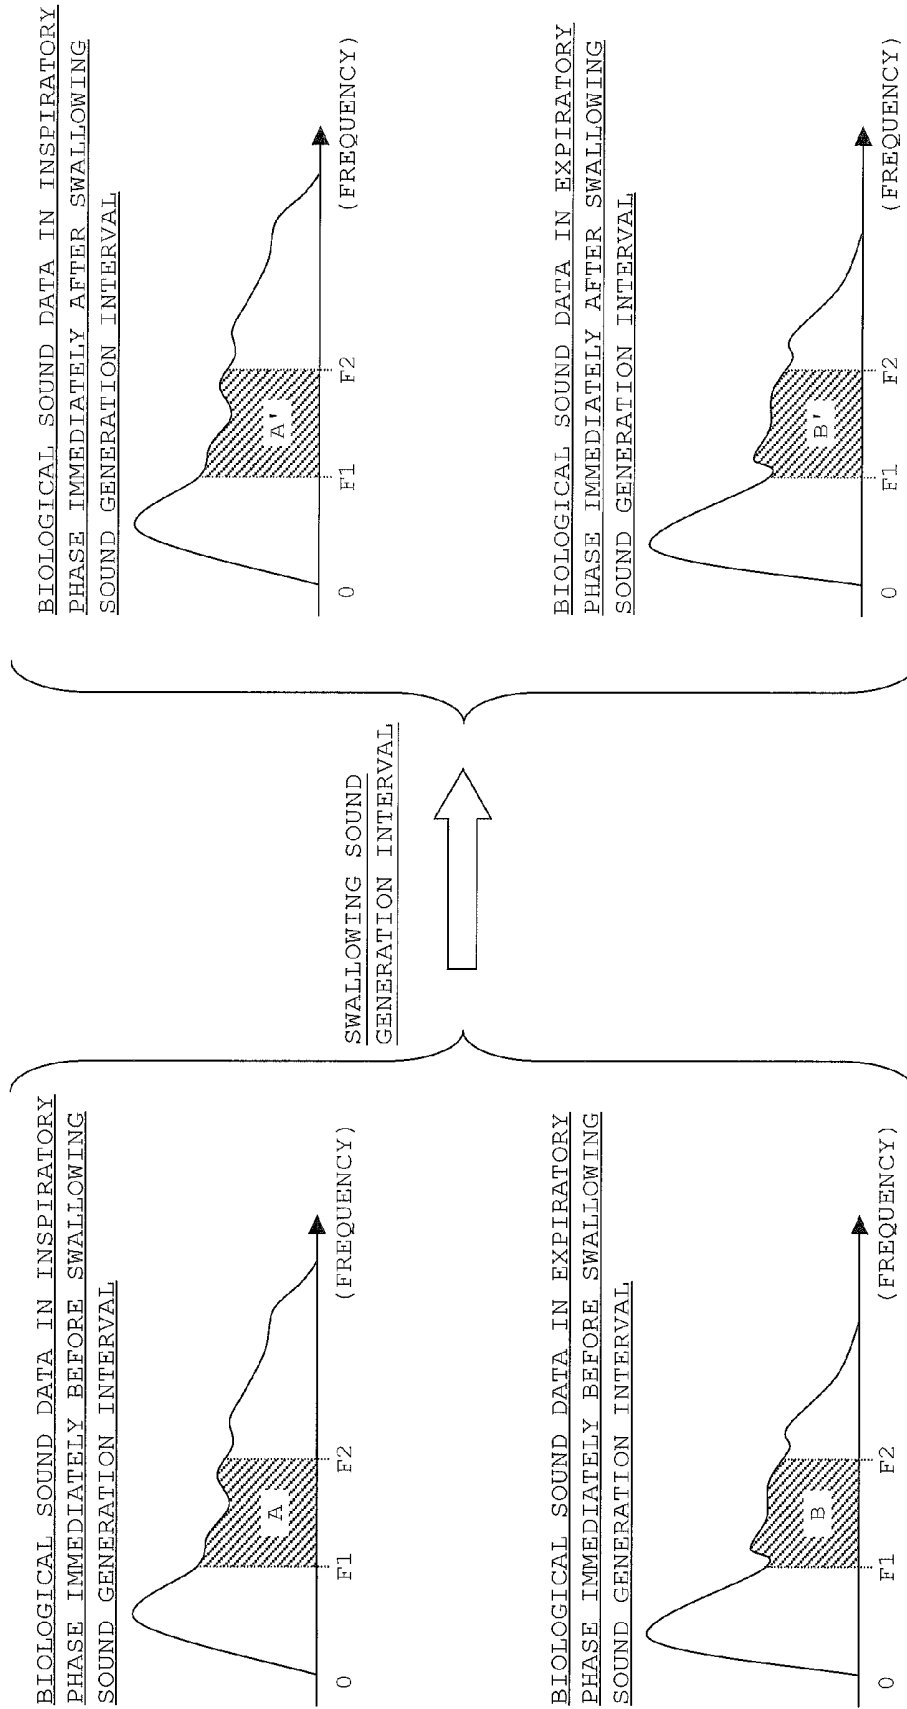 BIOLOGICAL SOUND DATA IN INSPIRATORY
PHASE IMMEDIATELY BEFORE SWALLOWING
SOUND GENERATION INTERVAL
A
0
F1
F2
(FREQUENCY)
BIOLOGICAL SOUND DATA IN EXPIRATORY
PHASE IMMEDIATELY BEFORE SWALLOWING
SOUND GENERATION INTERVAL
B
0
F1
F2
(FREQUENCY)
SWALLOWING SOUND
GENERATION INTERVAL
BIOLOGICAL SOUND DATA IN INSPIRATORY
PHASE IMMEDIATELY AFTER SWALLOWING
SOUND GENERATION INTERVAL
A'
0
F1
F2
(FREQUENCY)
BIOLOGICAL SOUND DATA IN EXPIRATORY
PHASE IMMEDIATELY AFTER SWALLOWING
SOUND GENERATION INTERVAL
B'
0
F1
F2
(FREQUENCY)